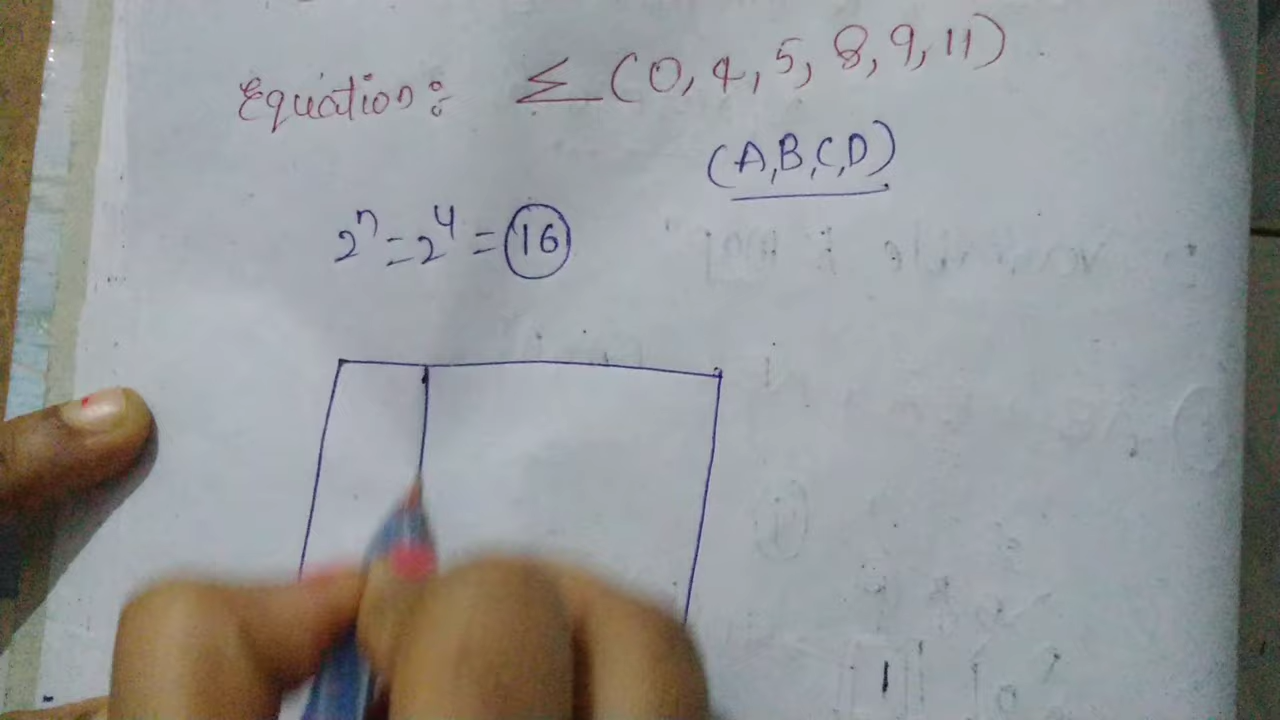 Equation: Σ (0, 4, 5, 8, 9, 11)
(A, B, C, D)
2ⁿ = 2⁴ = 16